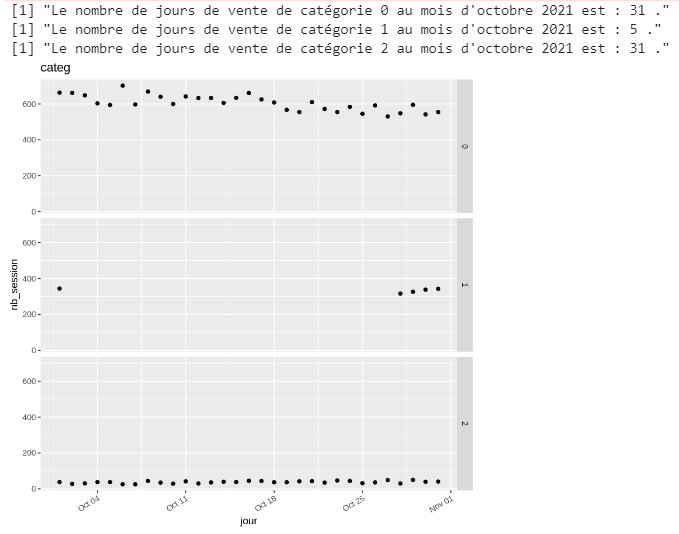 [1] "Le nombre de jours de vente de catégorie 0 au mois d'octobre 2021 est : 31 ."
[1] "Le nombre de jours de vente de catégorie 1 au mois d'octobre 2021 est : 5 ."
[1] "Le nombre de jours de vente de catégorie 2 au mois d'octobre 2021 est : 31 ."
categ
600
400
200
0
0
600
400
200
0
1
nb_session
600
400
200
0
2
Oct 04
Oct 11
Oct 18
Oct 25
Nov 01
jour